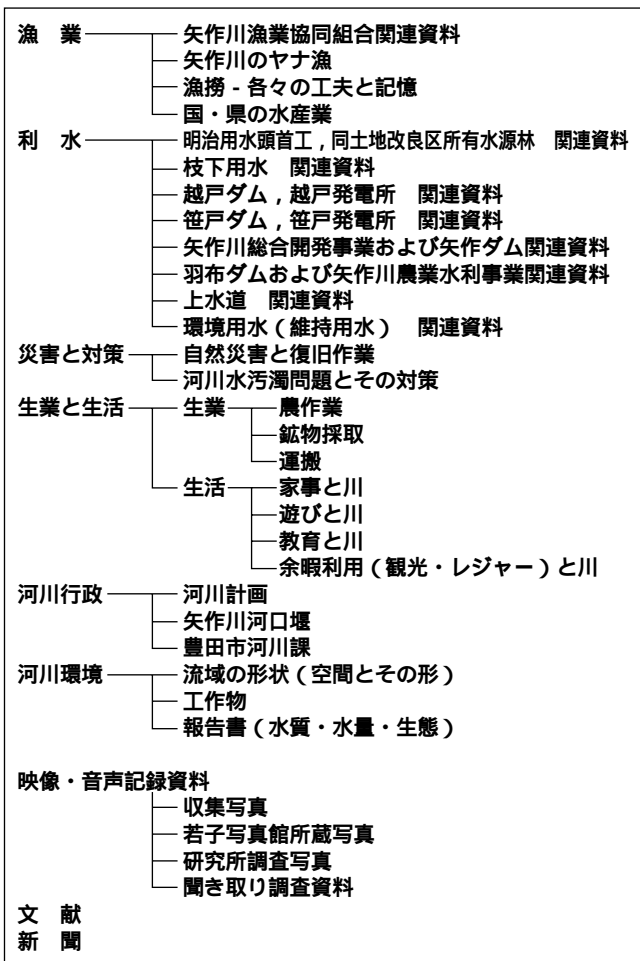 漁　業 矢作川漁業協同組合関連資料
矢作川のヤナ漁
漁撈 - 各々の工夫と記憶
国・県の水産業
利　水 明治用水頭首工，同土地改良区所有水源林　関連資料
枝下用水　関連資料
越戸ダム，越戸発電所　関連資料
笹戸ダム，笹戸発電所　関連資料
矢作川総合開発事業および矢作ダム関連資料
羽布ダムおよび矢作川農業水利事業関連資料
上水道　関連資料
環境用水（維持用水）　関連資料
災害と対策 自然災害と復旧作業
河川水汚濁問題とその対策
生業と生活 生業 農作業
鉱物採取
運搬
生活 家事と川
遊びと川
教育と川
余暇利用（観光・レジャー）と川
河川行政 河川計画
矢作川河口堰
豊田市河川課
河川環境 流域の形状（空間とその形）
工作物
報告書（水質・水量・生態）
映像・音声記録資料
収集写真
若子写真館所蔵写真
研究所調査写真
聞き取り調査資料
文　献
新　聞